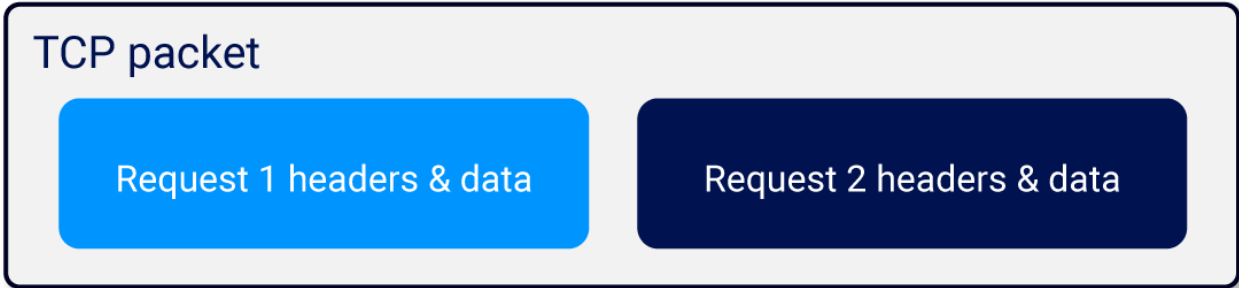 TCP packet
Request 1 headers & data
Request 2 headers & data